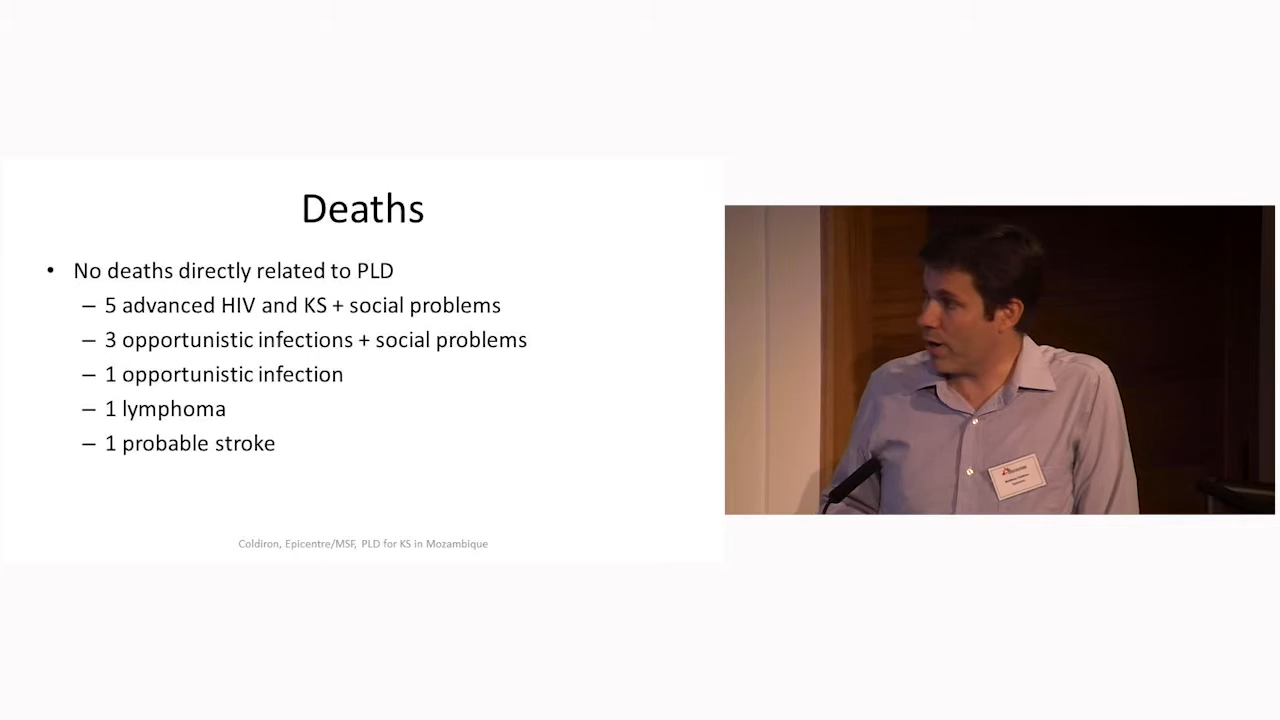 Deaths
• No deaths directly related to PLD
– 5 advanced HIV and KS + social problems
– 3 opportunistic infections + social problems
– 1 opportunistic infection
– 1 lymphoma
– 1 probable stroke
Coldiron, Epicentre/MSF, PLD for KS in Mozambique